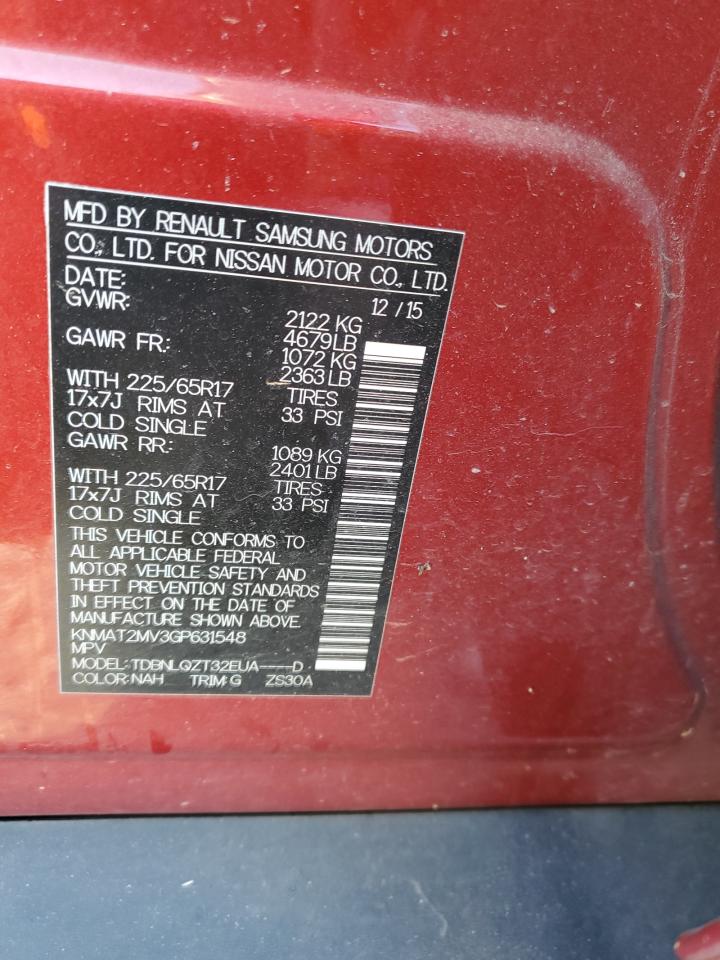 MFD BY RENAULT SAMSUNG MOTORS
CO., LTD. FOR NISSAN MOTOR CO., LTD.
DATE: 12 / 15
GVWR: 2122 KG
4679 LB
GAWR FR.: 1072 KG
2363 LB
WITH 225/65R17 TIRES
17x7J RIMS AT 33 PSI
COLD SINGLE
GAWR RR.: 1089 KG
2401 LB
WITH 225/65R17 TIRES
17x7J RIMS AT 33 PSI
COLD SINGLE
THIS VEHICLE CONFORMS TO
ALL APPLICABLE FEDERAL
MOTOR VEHICLE SAFETY AND
THEFT PREVENTION STANDARDS
IN EFFECT ON THE DATE OF
MANUFACTURE SHOWN ABOVE.
KNMAT2MV3GP631548
MPV
MODEL: TDBNLQZT32EUA----D
COLOR: NAH TRIM: G ZS30A